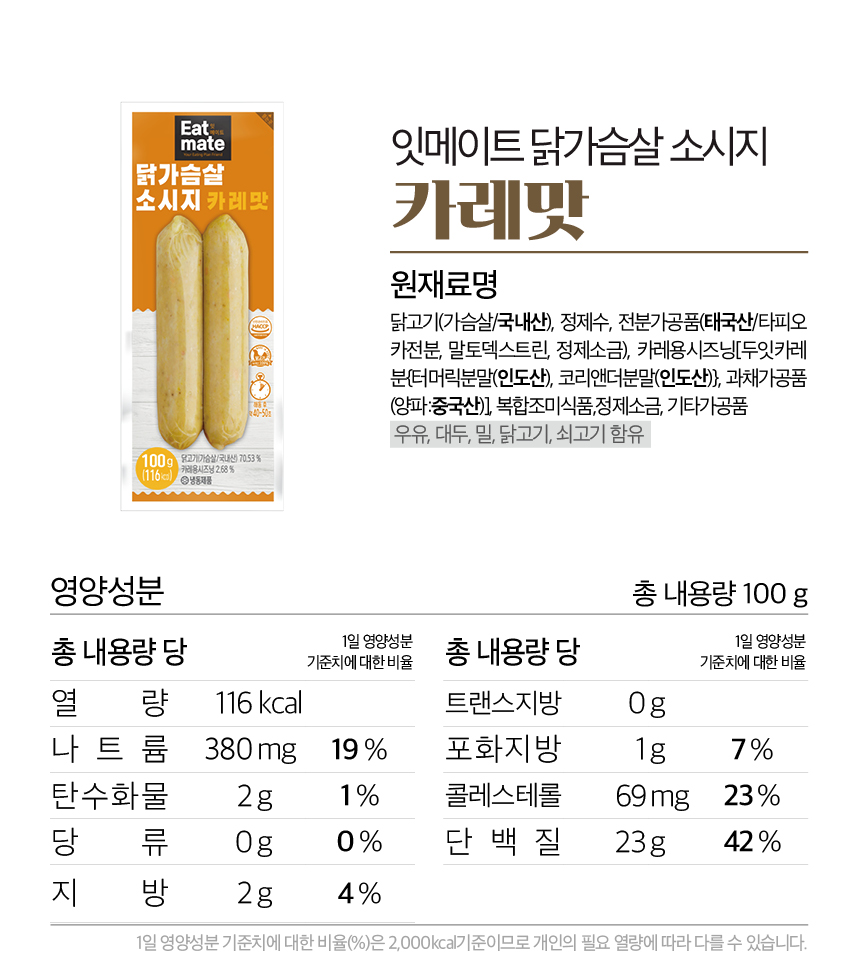 Eat
mate
닭가슴살
소시지 카레맛
HACCP
40~50초
100g
(116 kcal)
닭고기(가슴살/국내산) 70.53 %
카레용시즈닝 2.68 %
냉동제품
잇메이트 닭가슴살 소시지
카레맛
원재료명
닭고기(가슴살/국내산), 정제수, 전분가공품(태국산/타피오
카전분, 말토덱스트린, 정제소금), 카레용시즈닝[두잇카레
분{터머릭분말(인도산), 코리앤더분말(인도산)}, 과채가공품
(양파:중국산)], 복합조미식품,정제소금, 기타가공품
우유, 대두, 밀, 닭고기, 쇠고기 함유
영양성분
총 내용량 100 g
총 내용량 당 1일 영양성분 기준치에 대한 비율
열 량 116 kcal
나 트 륨 380 mg 19 %
탄수화물 2 g 1 %
당 류 0 g 0 %
지 방 2 g 4 %
총 내용량 당 1일 영양성분 기준치에 대한 비율
트랜스지방 0 g
포화지방 1 g 7 %
콜레스테롤 69 mg 23 %
단 백 질 23 g 42 %
1일 영양성분 기준치에 대한 비율(%)은 2,000kcal기준이므로 개인의 필요 열량에 따라 다를 수 있습니다.